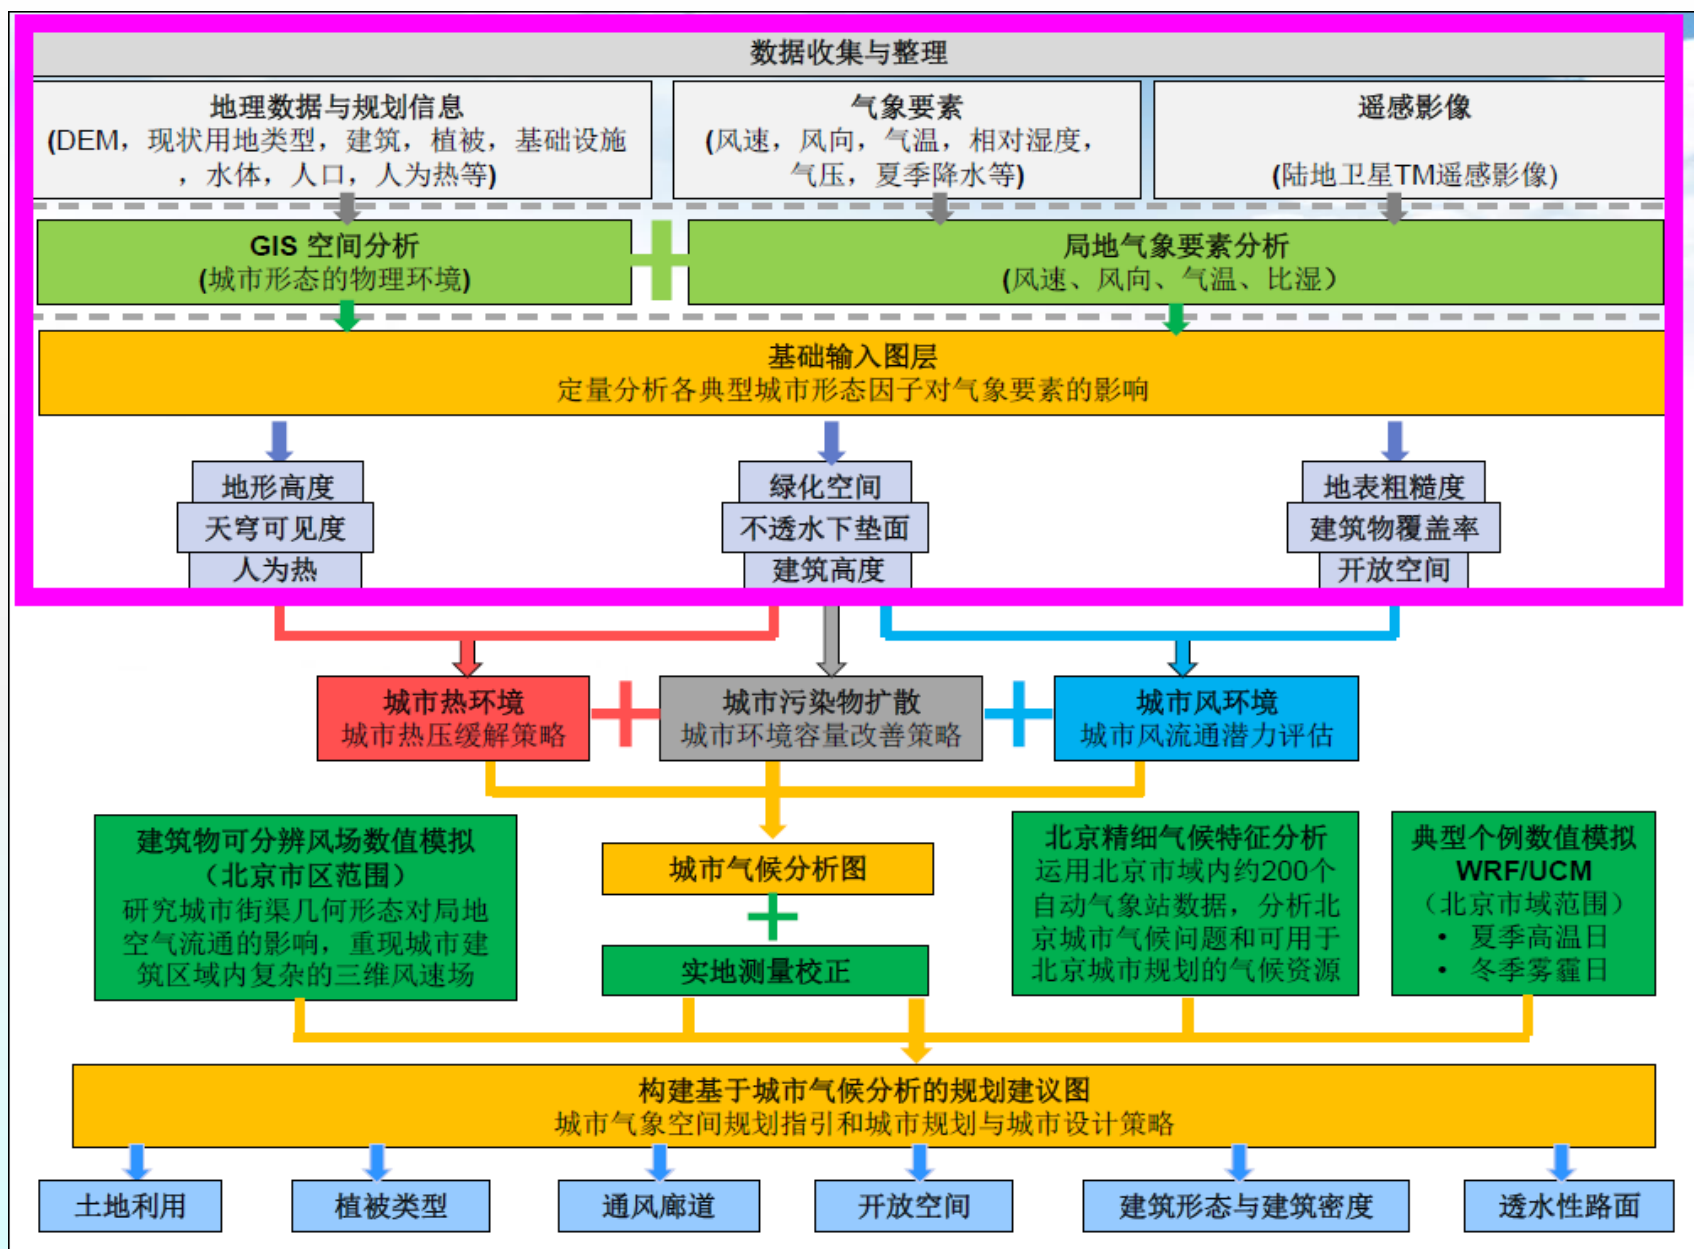 数据收集与整理
地理数据与规划信息
(DEM，现状用地类型，建筑，植被，基础设施
，水体，人口，人为热等)
气象要素
(风速，风向，气温，相对湿度，
气压，夏季降水等)
遥感影像
(陆地卫星TM遥感影像)
GIS 空间分析
(城市形态的物理环境)
局地气象要素分析
(风速、风向、气温、比湿）
基础输入图层
定量分析各典型城市形态因子对气象要素的影响
地形高度
天穹可见度
人为热
绿化空间
不透水下垫面
建筑高度
地表粗糙度
建筑物覆盖率
开放空间
城市热环境
城市热压缓解策略
城市污染物扩散
城市环境容量改善策略
城市风环境
城市风流通潜力评估
建筑物可分辨风场数值模拟
（北京市区范围）
研究城市街渠几何形态对局地
空气流通的影响，重现城市建
筑区域内复杂的三维风速场
城市气候分析图
实地测量校正
北京精细气候特征分析
运用北京市域内约200个
自动气象站数据，分析北
京城市气候问题和可用于
北京城市规划的气候资源
典型个例数值模拟
WRF/UCM
（北京市域范围）
• 夏季高温日
• 冬季雾霾日
构建基于城市气候分析的规划建议图
城市气象空间规划指引和城市规划与城市设计策略
土地利用
植被类型
通风廊道
开放空间
建筑形态与建筑密度
透水性路面